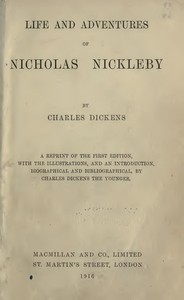 LIFE AND ADVENTURES
OF
NICHOLAS NICKLEBY
BY
CHARLES DICKENS
A REPRINT OF THE FIRST EDITION,
WITH THE ILLUSTRATIONS, AND AN INTRODUCTION,
BIOGRAPHICAL AND BIBLIOGRAPHICAL, BY
CHARLES DICKENS THE YOUNGER.
MACMILLAN AND CO., LIMITED
ST. MARTIN'S STREET, LONDON